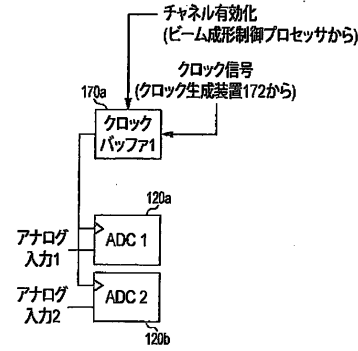 チャネル有効化
(ビーム成形制御プロセッサから)
クロック信号
(クロック生成装置172から)
170a
クロック
バッファ1
120a
アナログ
入力1
ADC 1
アナログ
入力2
ADC 2
120b